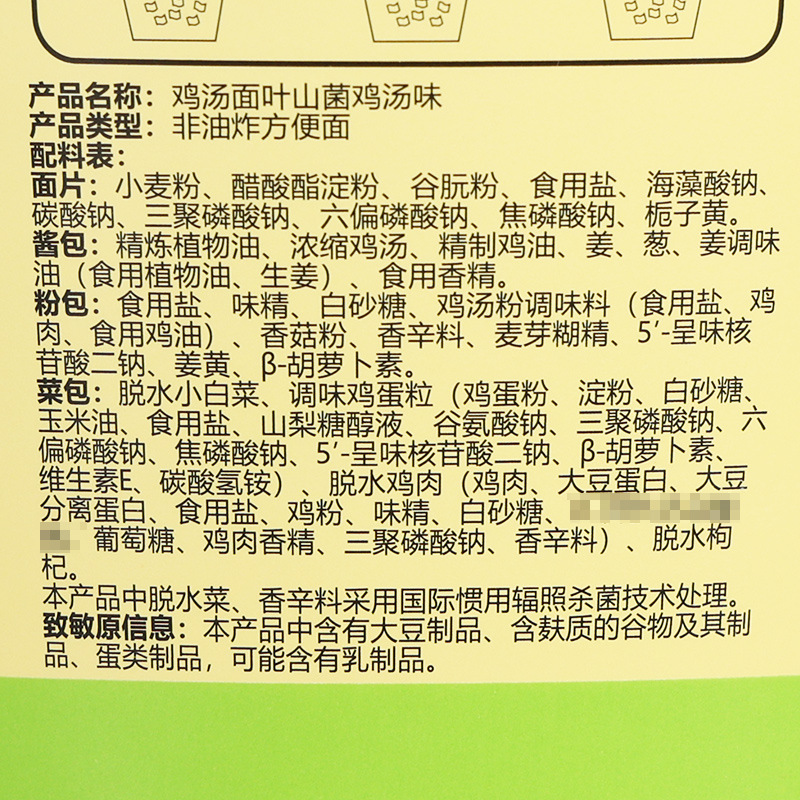 产品名称：鸡汤面叶山菌鸡汤味
产品类型：非油炸方便面
配料表：
面片：小麦粉、醋酸酯淀粉、谷朊粉、食用盐、海藻酸钠、
碳酸钠、三聚磷酸钠、六偏磷酸钠、焦磷酸钠、栀子黄。
酱包：精炼植物油、浓缩鸡汤、精制鸡油、姜、葱、姜调味
油（食用植物油、生姜）、食用香精。
粉包：食用盐、味精、白砂糖、鸡汤粉调味料（食用盐、鸡
肉、食用鸡油）、香菇粉、香辛料、麦芽糊精、5′-呈味核
苷酸二钠、姜黄、β-胡萝卜素。
菜包：脱水小白菜、调味鸡蛋粒（鸡蛋粉、淀粉、白砂糖、
玉米油、食用盐、山梨糖醇液、谷氨酸钠、三聚磷酸钠、六
偏磷酸钠、焦磷酸钠、5′-呈味核苷酸二钠、β-胡萝卜素、
维生素E、碳酸氢铵）、脱水鸡肉（鸡肉、大豆蛋白、大豆
分离蛋白、食用盐、鸡粉、味精、白砂糖、
葡萄糖、鸡肉香精、三聚磷酸钠、香辛料）、脱水枸
杞。
本产品中脱水菜、香辛料采用国际惯用辐照杀菌技术处理。
致敏原信息：本产品中含有大豆制品、含麸质的谷物及其制
品、蛋类制品，可能含有乳制品。